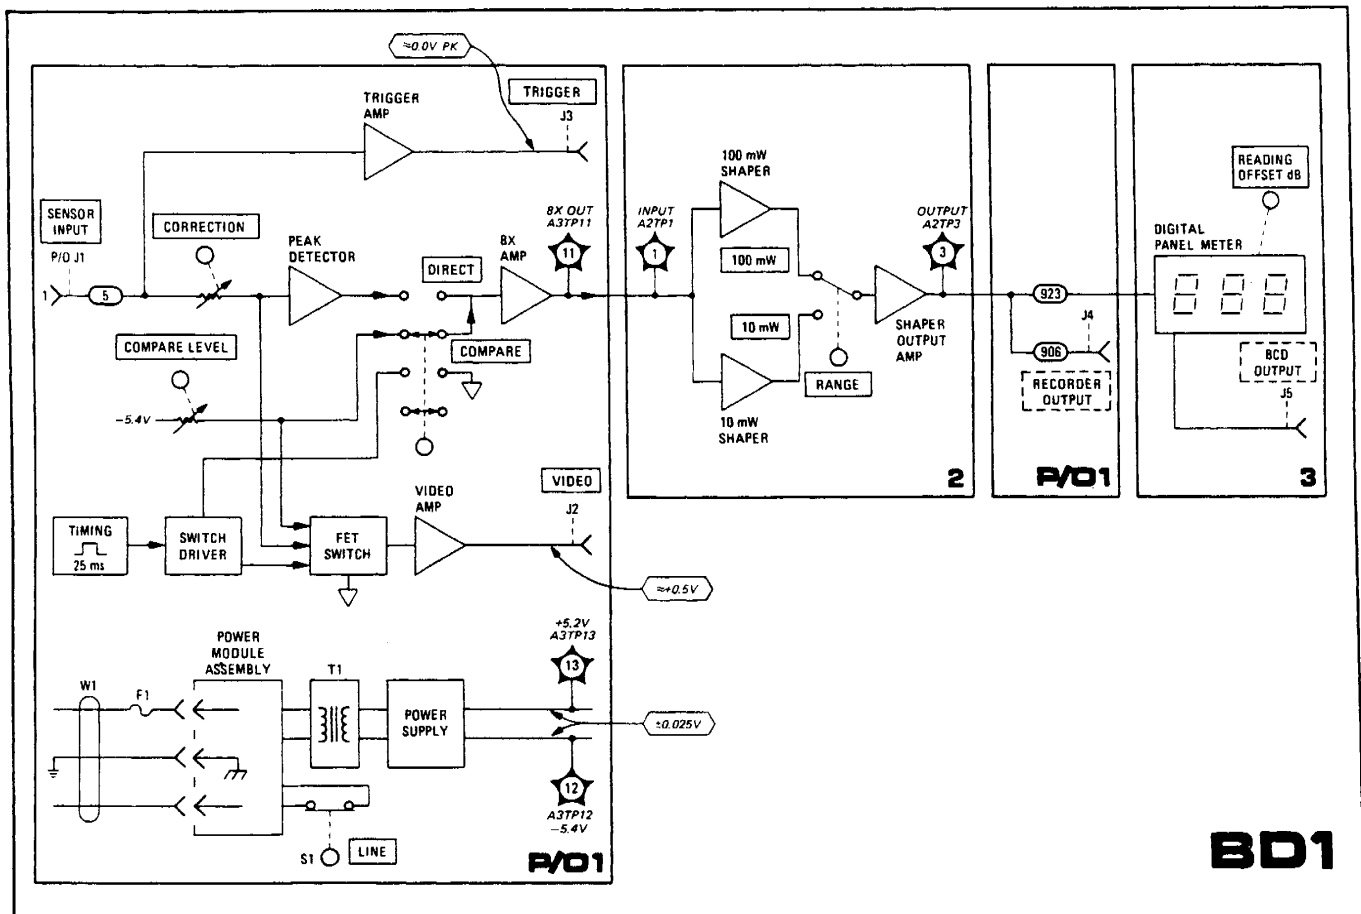 ≈0.0V PK
TRIGGER
J3
TRIGGER
AMP
SENSOR
INPUT
P/O J1
1
5
CORRECTION
PEAK
DETECTOR
DIRECT
8X
AMP
8X OUT
A3TP11
11
COMPARE LEVEL
−5.4V
COMPARE
TIMING
25 ms
SWITCH
DRIVER
FET
SWITCH
VIDEO
AMP
VIDEO
J2
≈+0.5V
POWER
MODULE
ASSEMBLY
W1
F1
T1
POWER
SUPPLY
+5.2V
A3TP13
13
±0.025V
12
A3TP12
−5.4V
S1
LINE
P/O1
INPUT
A2TP1
1
100 mW
SHAPER
100 mW
10 mW
10 mW
SHAPER
RANGE
OUTPUT
A2TP3
3
SHAPER
OUTPUT
AMP
2
923
906
J4
RECORDER
OUTPUT
P/O1
READING
OFFSET dB
DIGITAL
PANEL METER
888
BCD
OUTPUT
J5
3
BD1